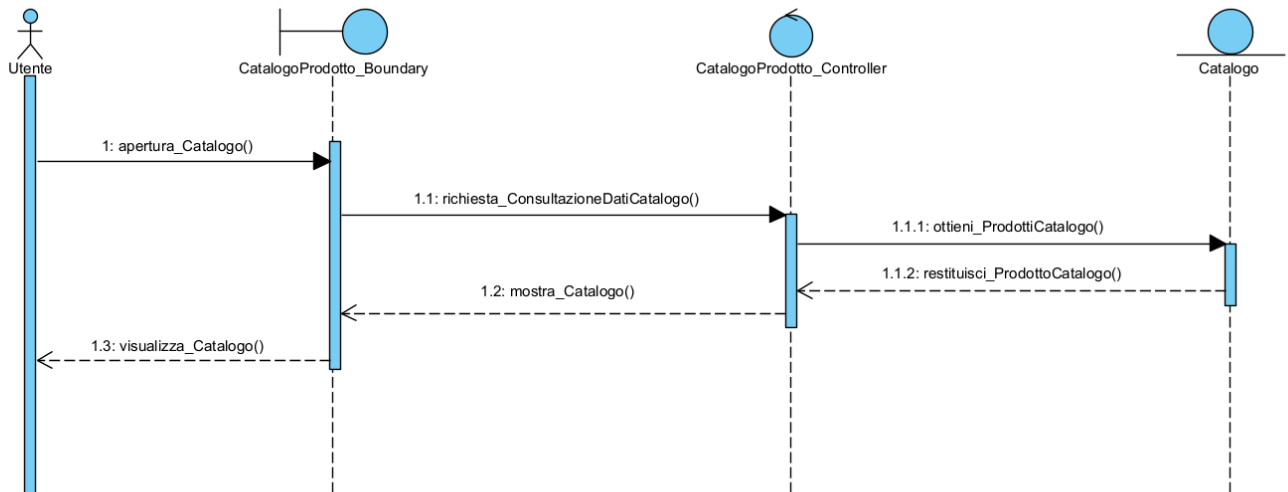 Utente
CatalogoProdotto_Boundary
CatalogoProdotto_Controller
Catalogo
1: apertura_Catalogo()
1.1: richiesta_ConsultazioneDatiCatalogo()
1.1.1: ottieni_ProdottiCatalogo()
1.1.2: restituisci_ProdottoCatalogo()
1.2: mostra_Catalogo()
1.3: visualizza_Catalogo()